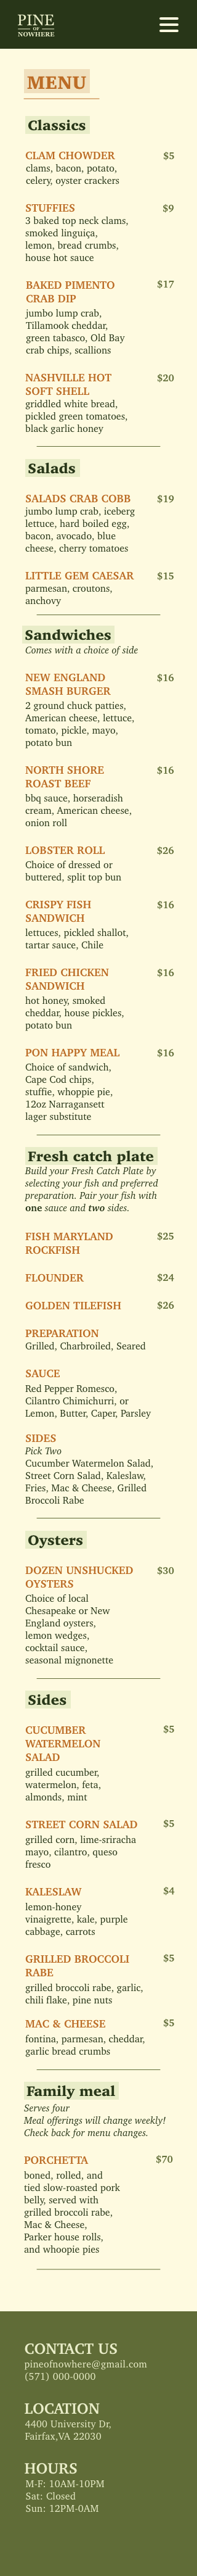 PINE
OF
NOWHERE
MENU
Classics
CLAM CHOWDER $5
clams, bacon, potato,
celery, oyster crackers
STUFFIES $9
3 baked top neck clams,
smoked linguiça,
lemon, bread crumbs,
house hot sauce
BAKED PIMENTO $17
CRAB DIP
jumbo lump crab,
Tillamook cheddar,
green tabasco, Old Bay
crab chips, scallions
NASHVILLE HOT $20
SOFT SHELL
griddled white bread,
pickled green tomatoes,
black garlic honey
Salads
SALADS CRAB COBB $19
jumbo lump crab, iceberg
lettuce, hard boiled egg,
bacon, avocado, blue
cheese, cherry tomatoes
LITTLE GEM CAESAR $15
parmesan, croutons,
anchovy
Sandwiches
Comes with a choice of side
NEW ENGLAND $16
SMASH BURGER
2 ground chuck patties,
American cheese, lettuce,
tomato, pickle, mayo,
potato bun
NORTH SHORE $16
ROAST BEEF
bbq sauce, horseradish
cream, American cheese,
onion roll
LOBSTER ROLL $26
Choice of dressed or
buttered, split top bun
CRISPY FISH $16
SANDWICH
lettuces, pickled shallot,
tartar sauce, Chile
FRIED CHICKEN $16
SANDWICH
hot honey, smoked
cheddar, house pickles,
potato bun
PON HAPPY MEAL $16
Choice of sandwich,
Cape Cod chips,
stuffie, whoppie pie,
12oz Narragansett
lager substitute
Fresh catch plate
Build your Fresh Catch Plate by
selecting your fish and preferred
preparation. Pair your fish with
one sauce and two sides.
FISH MARYLAND $25
ROCKFISH
FLOUNDER $24
GOLDEN TILEFISH $26
PREPARATION
Grilled, Charbroiled, Seared
SAUCE
Red Pepper Romesco,
Cilantro Chimichurri, or
Lemon, Butter, Caper, Parsley
SIDES
Pick Two
Cucumber Watermelon Salad,
Street Corn Salad, Kaleslaw,
Fries, Mac & Cheese, Grilled
Broccoli Rabe
Oysters
DOZEN UNSHUCKED $30
OYSTERS
Choice of local
Chesapeake or New
England oysters,
lemon wedges,
cocktail sauce,
seasonal mignonette
Sides
CUCUMBER $5
WATERMELON
SALAD
grilled cucumber,
watermelon, feta,
almonds, mint
STREET CORN SALAD $5
grilled corn, lime-sriracha
mayo, cilantro, queso
fresco
KALESLAW $4
lemon-honey
vinaigrette, kale, purple
cabbage, carrots
GRILLED BROCCOLI $5
RABE
grilled broccoli rabe, garlic,
chili flake, pine nuts
MAC & CHEESE $5
fontina, parmesan, cheddar,
garlic bread crumbs
Family meal
Serves four
Meal offerings will change weekly!
Check back for menu changes.
PORCHETTA $70
boned, rolled, and
tied slow-roasted pork
belly, served with
grilled broccoli rabe,
Mac & Cheese,
Parker house rolls,
and whoopie pies
CONTACT US
pineofnowhere@gmail.com
(571) 000-0000
LOCATION
4400 University Dr,
Fairfax,VA 22030
HOURS
M-F: 10AM-10PM
Sat: Closed
Sun: 12PM-0AM